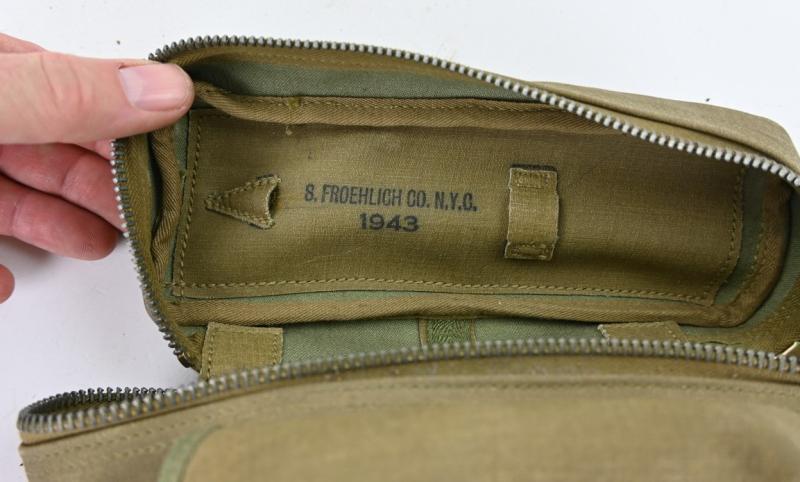 S. FROEHLICH CO. N.Y.C.
1943